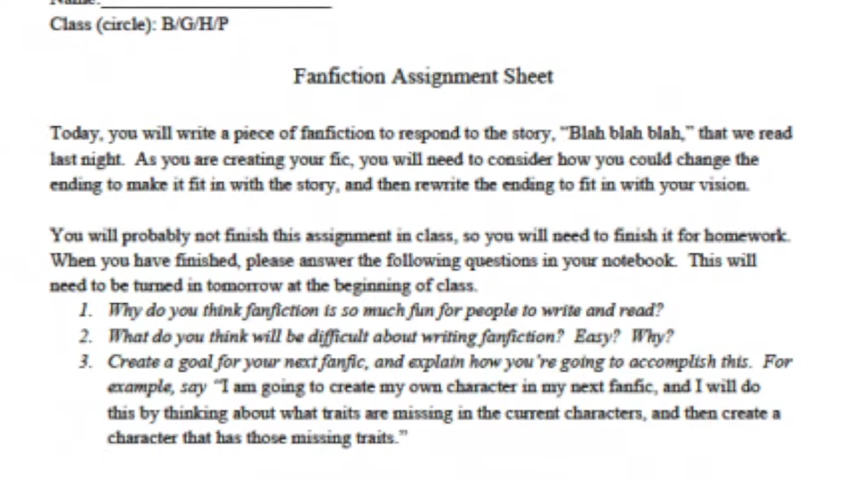 Name:
Class (circle): B/G/H/P
Fanfiction Assignment Sheet
Today, you will write a piece of fanfiction to respond to the story, “Blah blah blah,” that we read
last night.  As you are creating your fic, you will need to consider how you could change the
ending to make it fit in with the story, and then rewrite the ending to fit in with your vision.
You will probably not finish this assignment in class, so you will need to finish it for homework.
When you have finished, please answer the following questions in your notebook.  This will
need to be turned in tomorrow at the beginning of class.
1. Why do you think fanfiction is so much fun for people to write and read?
2. What do you think will be difficult about writing fanfiction?  Easy?  Why?
3. Create a goal for your next fanfic, and explain how you’re going to accomplish this.  For
example, say “I am going to create my own character in my next fanfic, and I will do
this by thinking about what traits are missing in the current characters, and then create a
character that has those missing traits.”